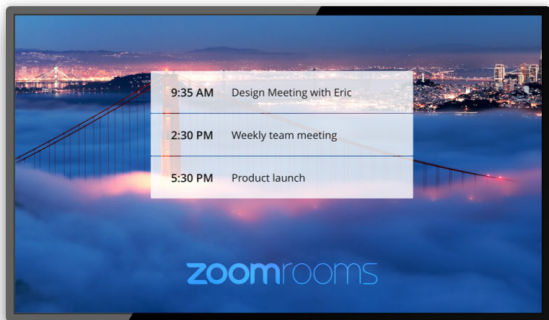 9:35 AM Design Meeting with Eric
2:30 PM Weekly team meeting
5:30 PM Product launch
zoomrooms